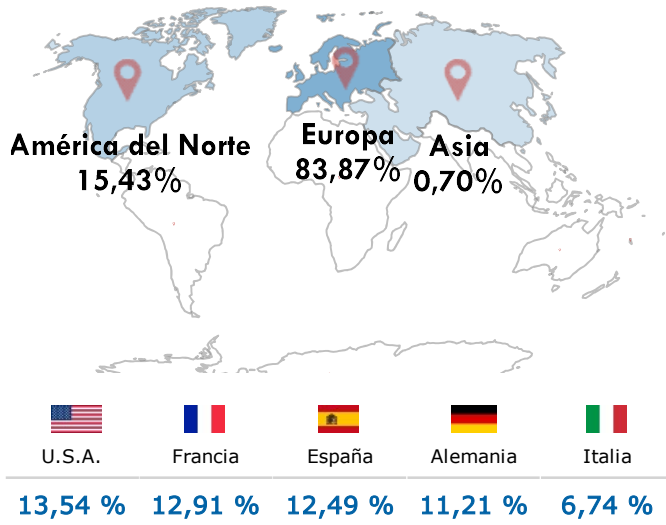 América del Norte
15,43%
Europa
83,87%
Asia
0,70%
U.S.A. Francia España Alemania Italia
13,54 % 12,91 % 12,49 % 11,21 % 6,74 %